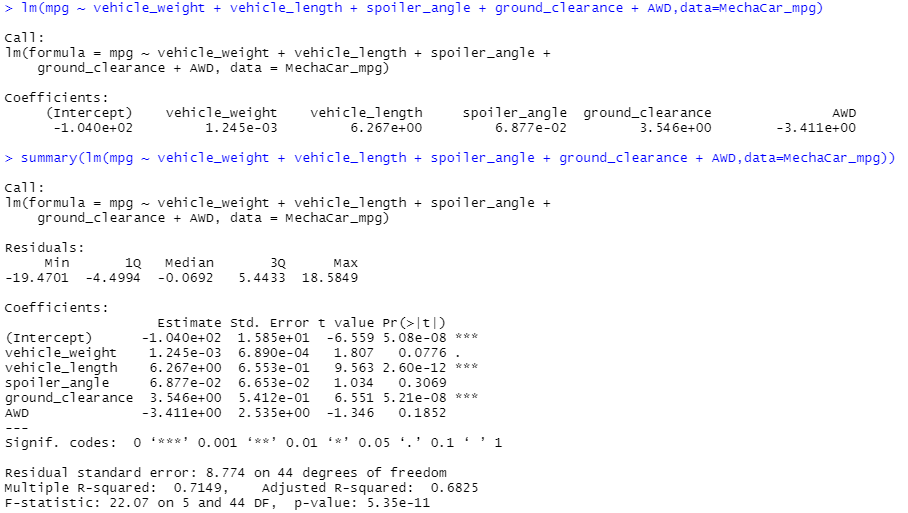 > lm(mpg ~ vehicle_weight + vehicle_length + spoiler_angle + ground_clearance + AWD,data=MechaCar_mpg)
Call:
lm(formula = mpg ~ vehicle_weight + vehicle_length + spoiler_angle +
    ground_clearance + AWD, data = MechaCar_mpg)
Coefficients:
     (Intercept)    vehicle_weight    vehicle_length     spoiler_angle  ground_clearance               AWD
      -1.040e+02         1.245e-03         6.267e+00         6.877e-02         3.546e+00        -3.411e+00
> summary(lm(mpg ~ vehicle_weight + vehicle_length + spoiler_angle + ground_clearance + AWD,data=MechaCar_mpg))
Call:
lm(formula = mpg ~ vehicle_weight + vehicle_length + spoiler_angle +
    ground_clearance + AWD, data = MechaCar_mpg)
Residuals:
     Min       1Q   Median       3Q      Max
-19.4701  -4.4994  -0.0692   5.4433  18.5849
Coefficients:
                   Estimate Std. Error t value Pr(>|t|)
(Intercept)      -1.040e+02  1.585e+01  -6.559 5.08e-08 ***
vehicle_weight    1.245e-03  6.890e-04   1.807   0.0776 .
vehicle_length    6.267e+00  6.553e-01   9.563 2.60e-12 ***
spoiler_angle     6.877e-02  6.653e-02   1.034   0.3069
ground_clearance  3.546e+00  5.412e-01   6.551 5.21e-08 ***
AWD              -3.411e+00  2.535e+00  -1.346   0.1852
---
Signif. codes:  0 ‘***’ 0.001 ‘**’ 0.01 ‘*’ 0.05 ‘.’ 0.1 ‘ ’ 1
Residual standard error: 8.774 on 44 degrees of freedom
Multiple R-squared:  0.7149,    Adjusted R-squared:  0.6825
F-statistic: 22.07 on 5 and 44 DF,  p-value: 5.35e-11